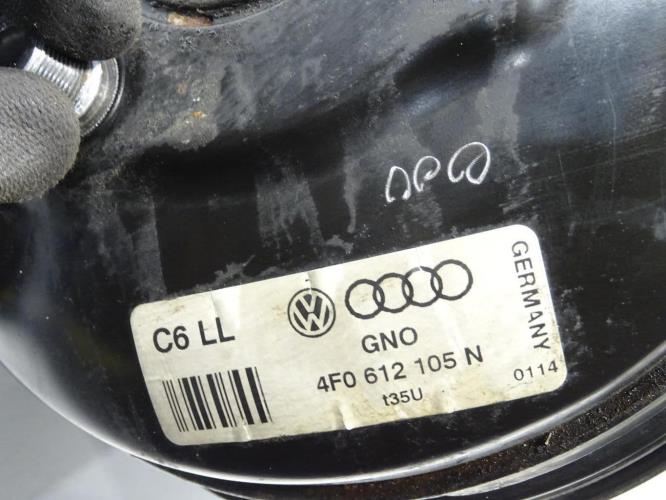 C6 LL
GNO
4F0 612 105 N
t35U
GERMANY
0114